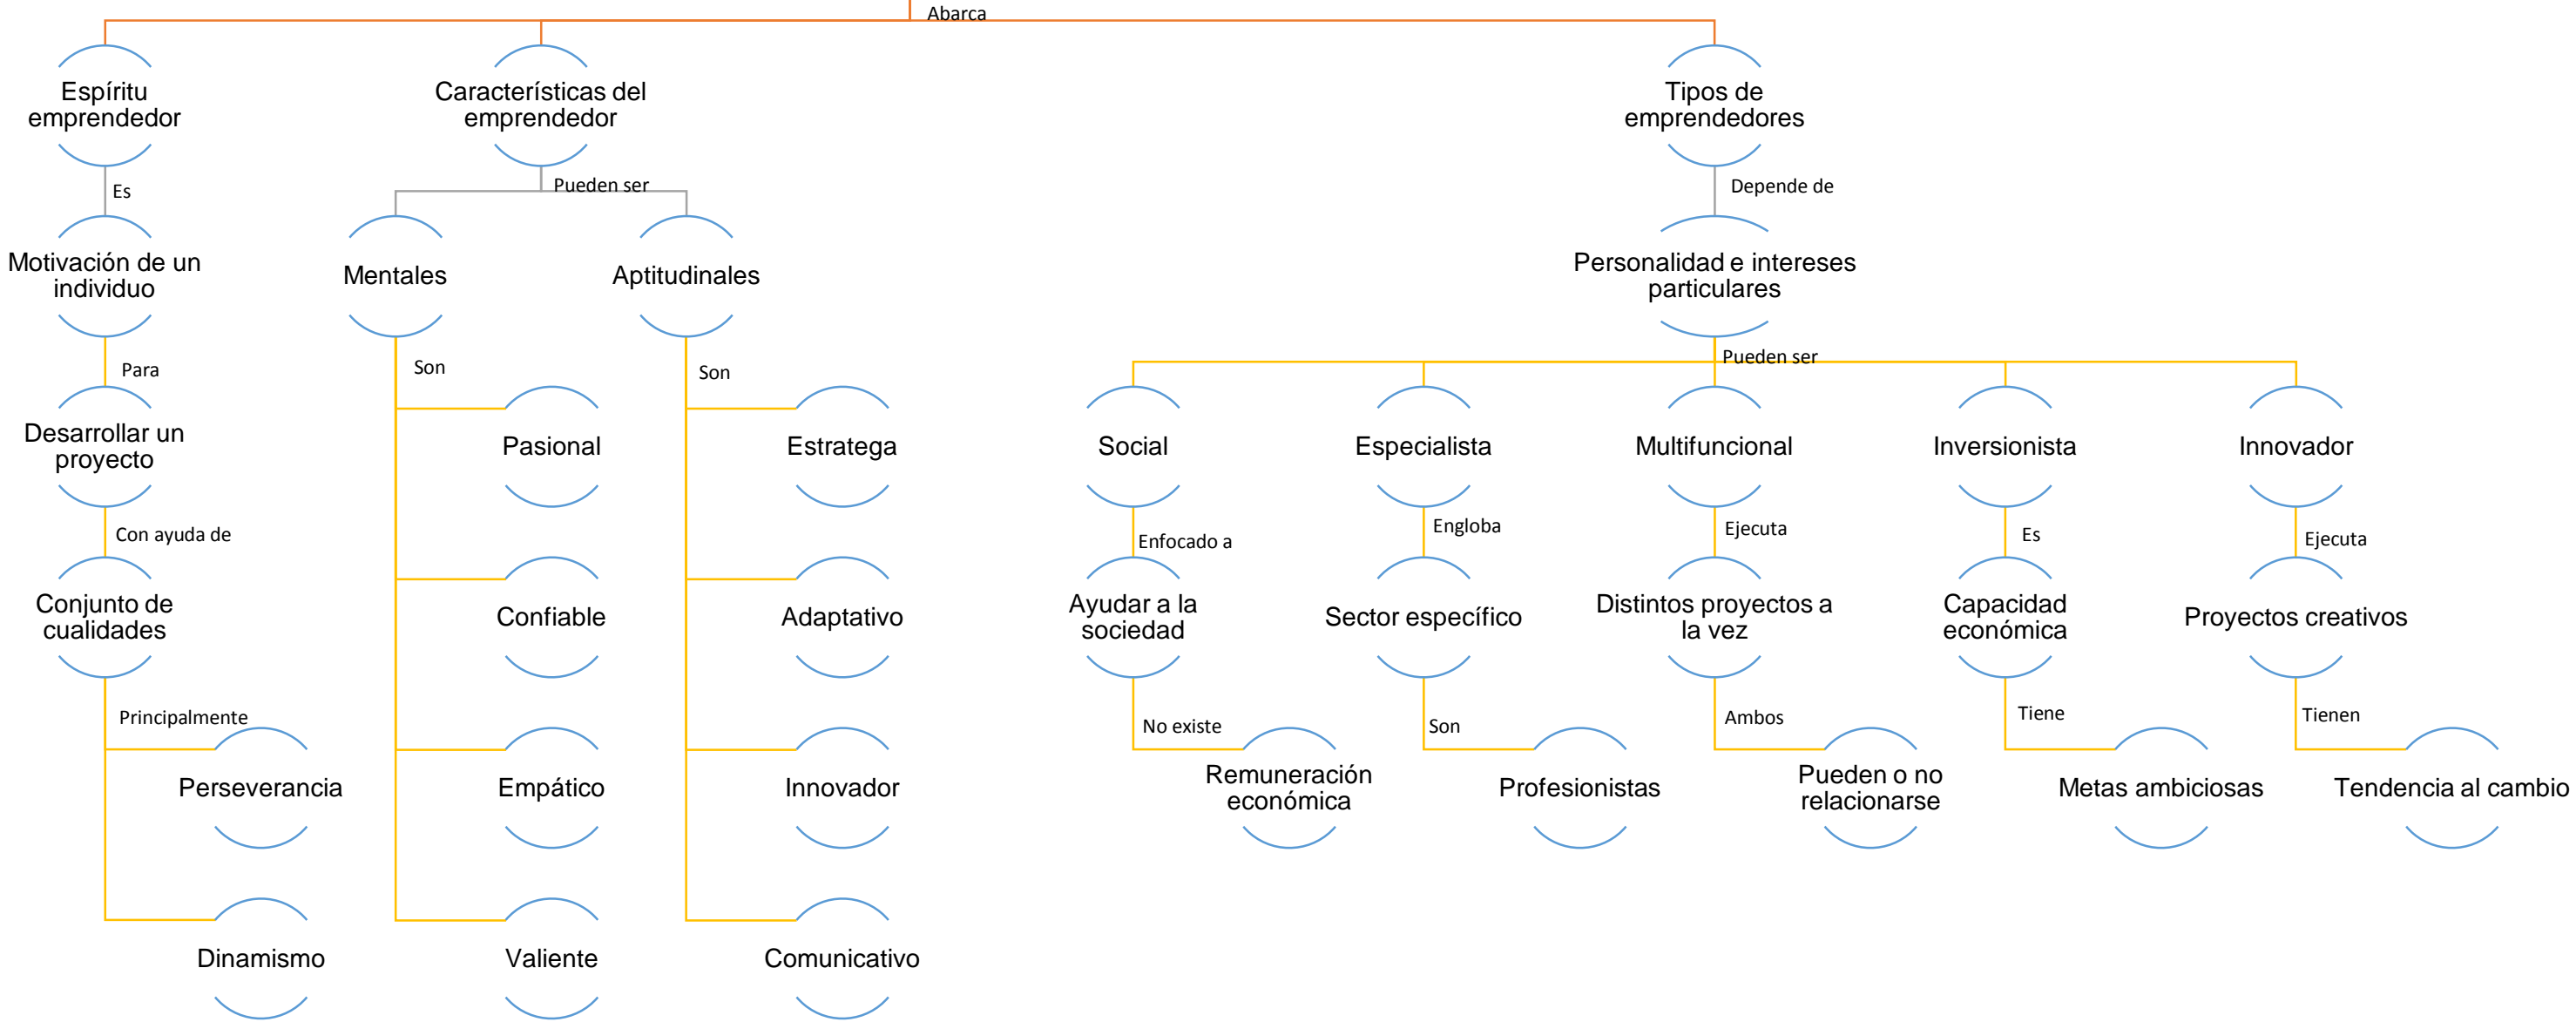 Abarca
Espíritu
emprendedor
Características del
emprendedor
Tipos de
emprendedores
Es
Pueden ser
Depende de
Motivación de un
individuo
Mentales
Aptitudinales
Personalidad e intereses
particulares
Para
Son
Son
Pueden ser
Desarrollar un
proyecto
Pasional
Estratega
Social
Especialista
Multifuncional
Inversionista
Innovador
Con ayuda de
Enfocado a
Engloba
Ejecuta
Es
Ejecuta
Conjunto de
cualidades
Confiable
Adaptativo
Ayudar a la
sociedad
Sector específico
Distintos proyectos a
la vez
Capacidad
económica
Proyectos creativos
Principalmente
No existe
Son
Ambos
Tiene
Tienen
Perseverancia
Empático
Innovador
Remuneración
económica
Profesionistas
Pueden o no
relacionarse
Metas ambiciosas
Tendencia al cambio
Dinamismo
Valiente
Comunicativo